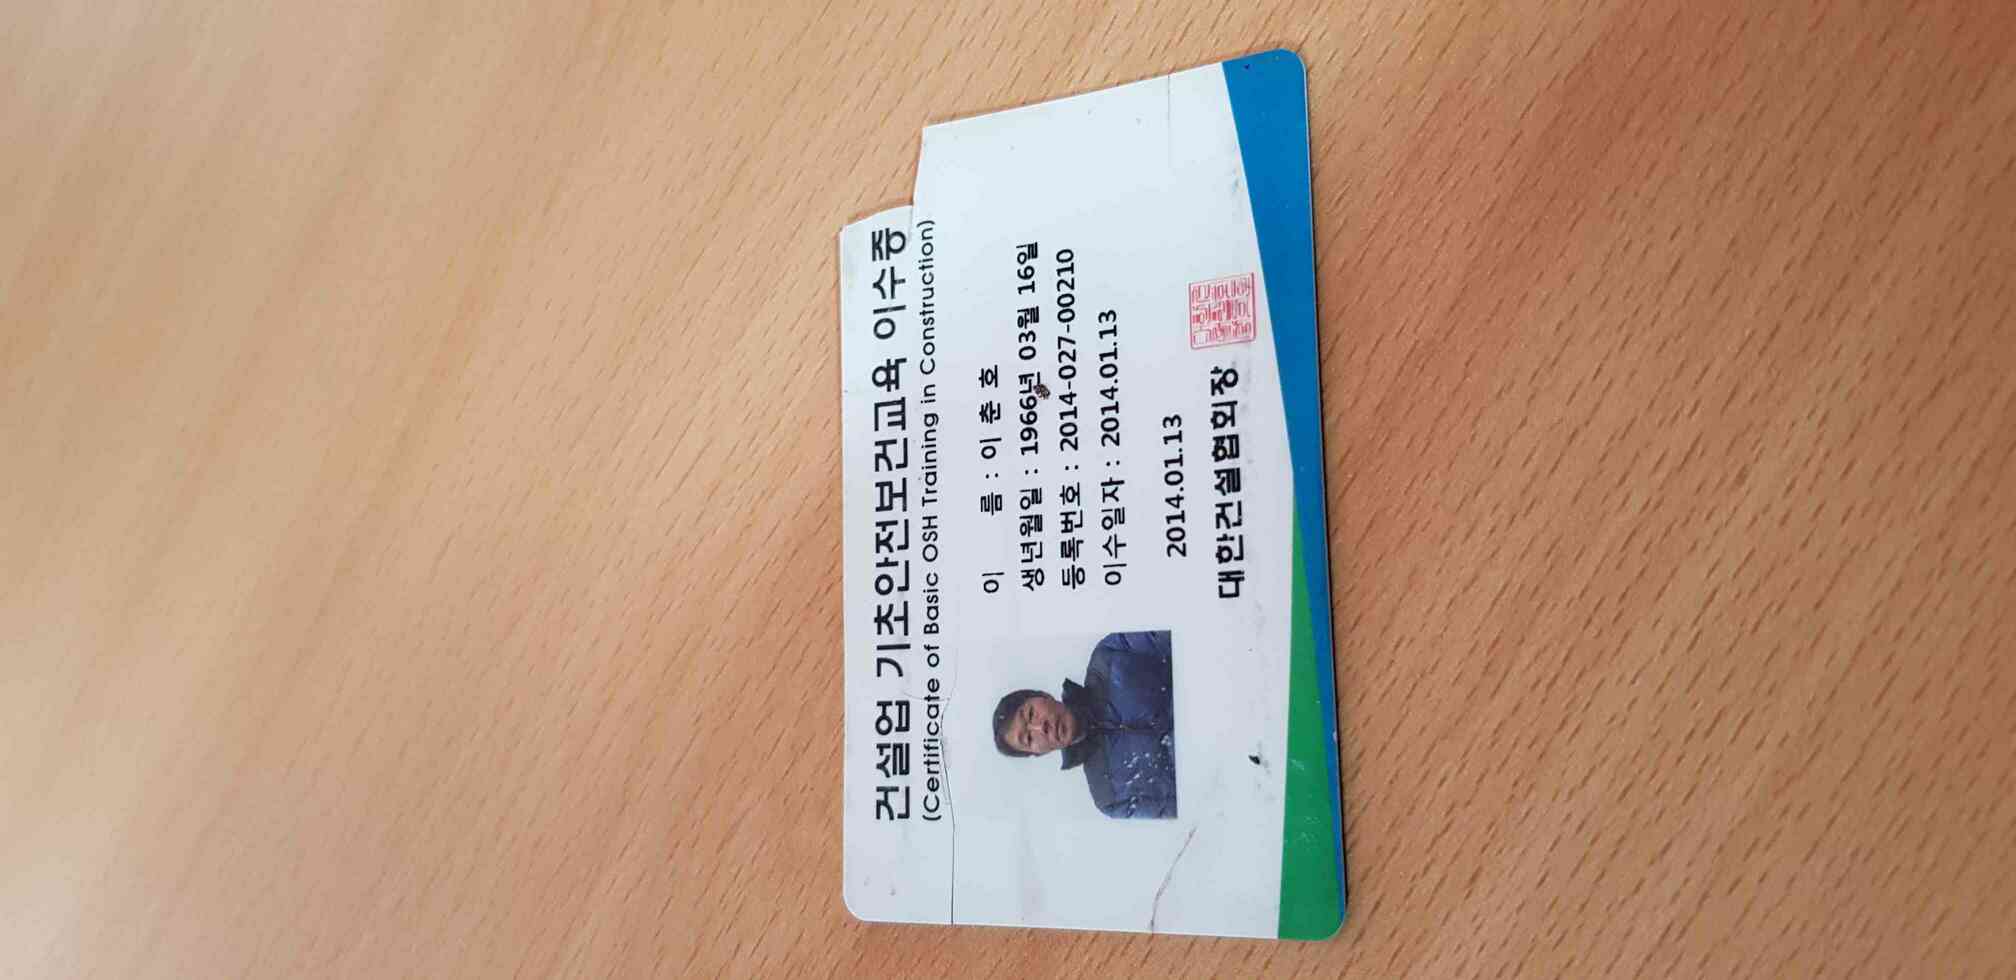 건설업 기초안전보건교육 이수증
(Certificate of Basic OSH Training in Construction)
이 름 : 이 춘 호
생년월일 : 1966년 03월 16일
등록번호 : 2014-027-00210
이수일자 : 2014.01.13
2014.01.13
대한건설협회장